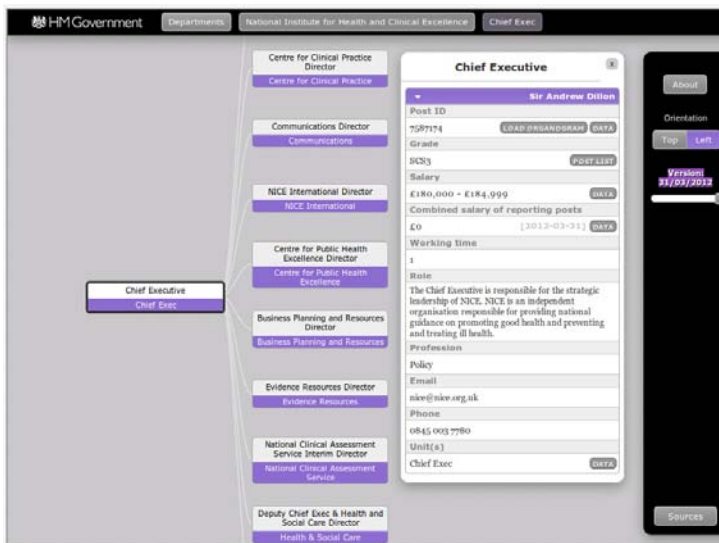 HM Government
Departments
National Institute for Health and Clinical Excellence
Chief Exec
Centre for Clinical Practice
Director
Centre for Clinical Practice
Communications Director
Communications
NICE International Director
NICE International
Centre for Public Health
Excellence Director
Centre for Public Health
Excellence
Chief Executive
Chief Exec
Business Planning and Resources
Director
Business Planning and Resources
Evidence Resources Director
Evidence Resources
National Clinical Assessment
Service Interim Director
National Clinical Assessment
Service
Deputy Chief Exec & Health and
Social Care Director
Health & Social Care
Chief Executive
x
Sir Andrew Dillon
Post ID
7587174 LOAD ORGANOGRAM DATA
Grade
SCS3 POST LIST
Salary
£180,000 - £184,999 DATA
Combined salary of reporting posts
£0 [2012-03-31] DATA
Working time
1
Role
The Chief Executive is responsible for the strategic
leadership of NICE. NICE is an independent
organisation responsible for providing national
guidance on promoting good health and preventing
and treating ill health.
Profession
Policy
Email
nice@nice.org.uk
Phone
0845 003 7780
Unit(s)
Chief Exec DATA
About
Orientation
Top Left
Version:
31/03/2012
Sources